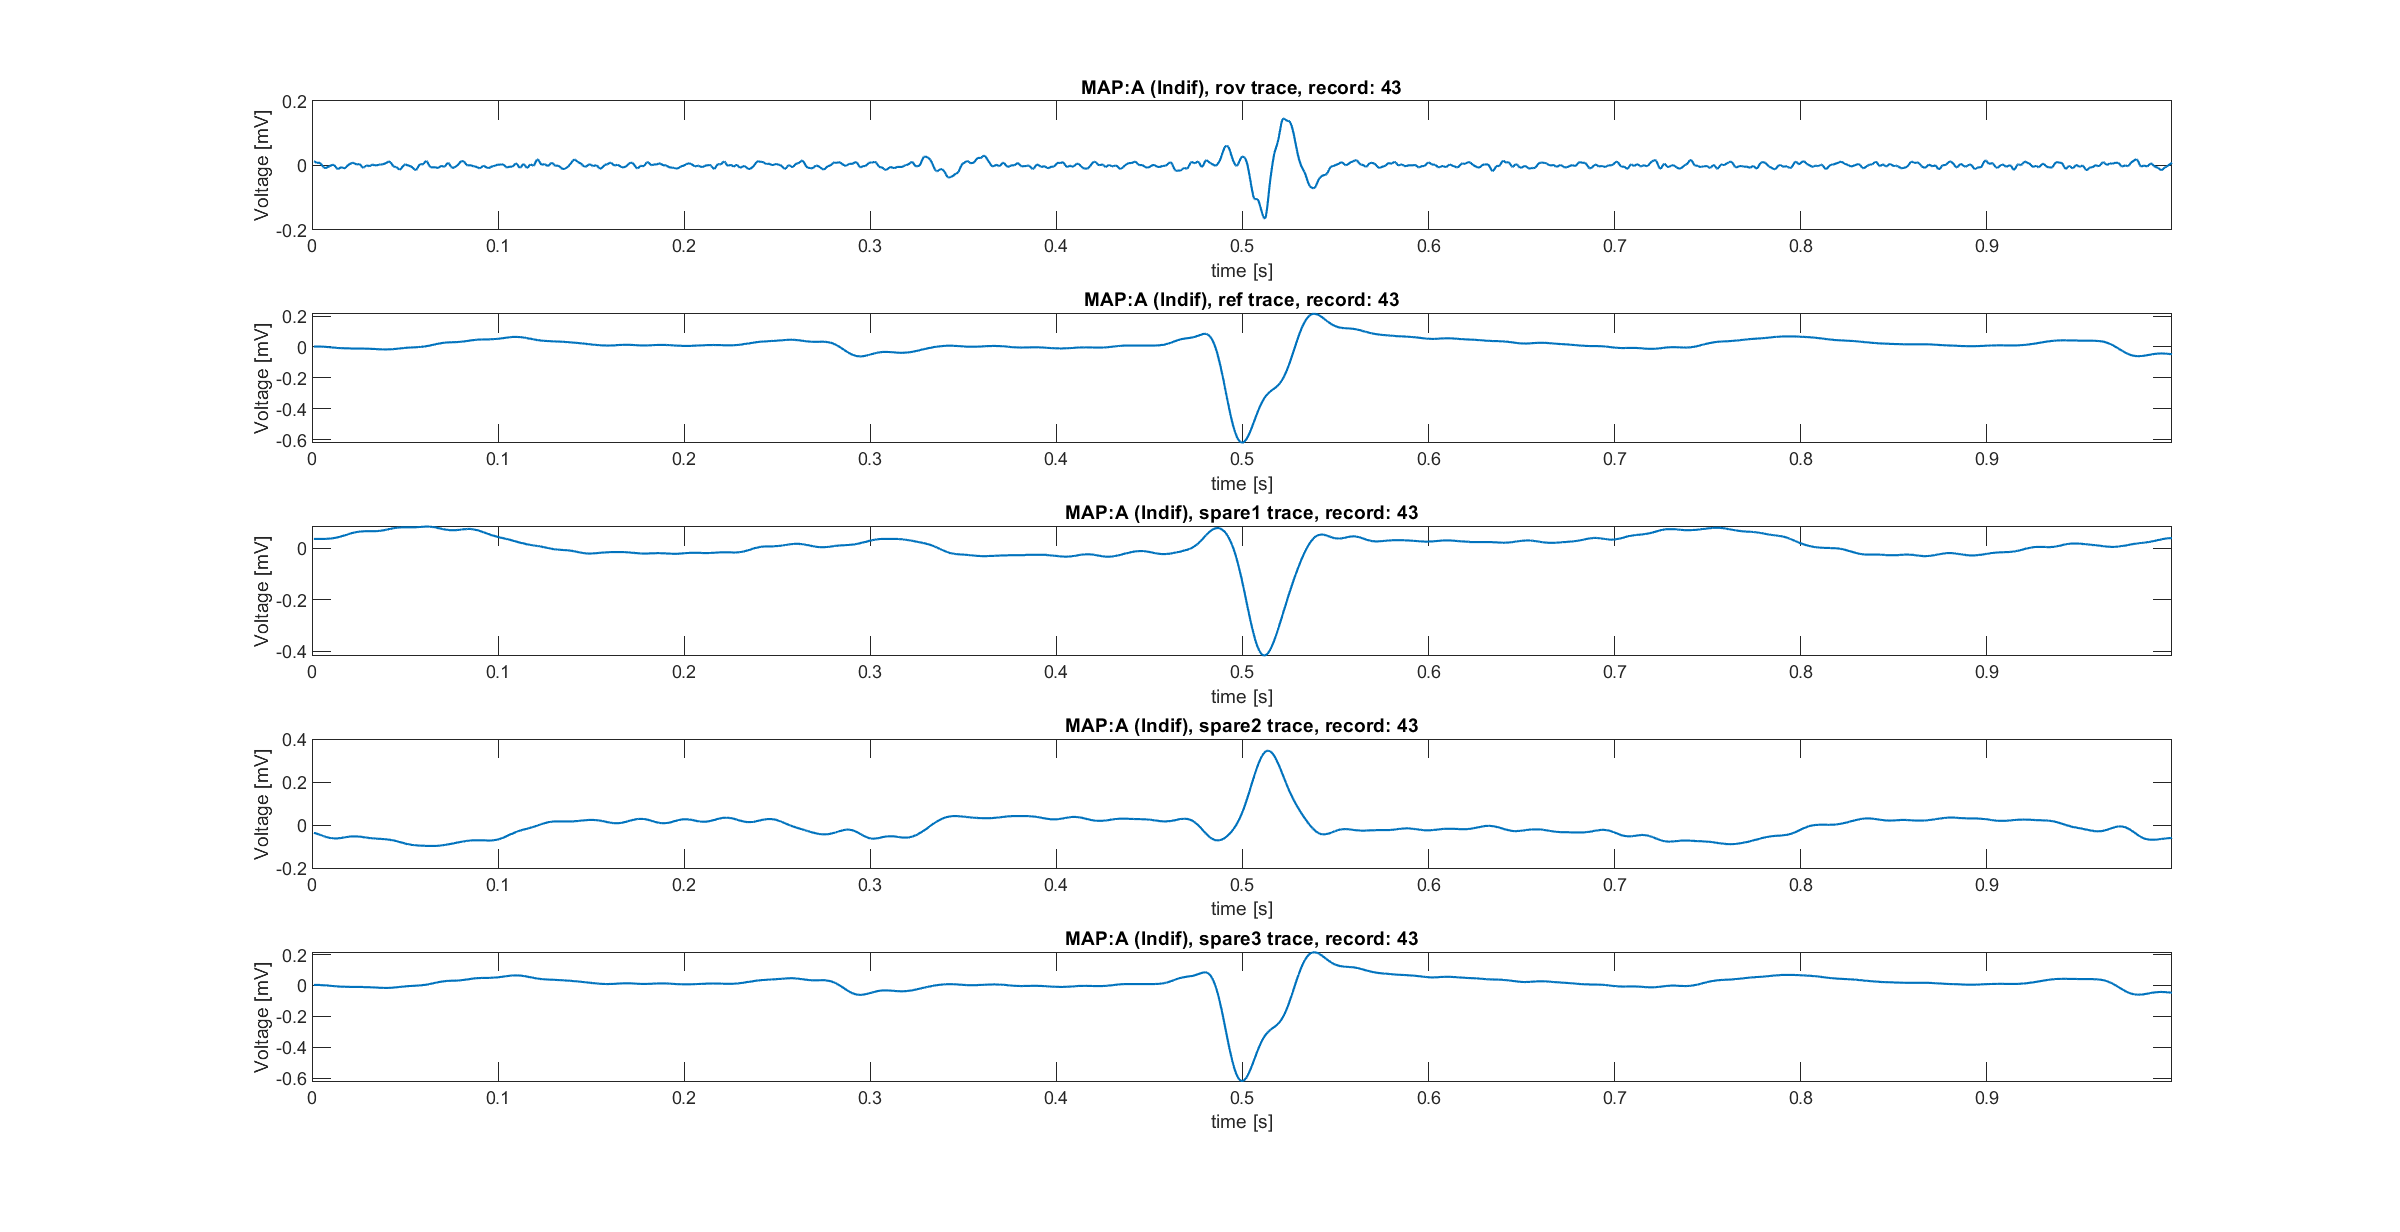 MAP:A (Indif), rov trace, record: 43
Voltage [mV]
0.2
0
-0.2
0 0.1 0.2 0.3 0.4 0.5 0.6 0.7 0.8 0.9
time [s]
MAP:A (Indif), ref trace, record: 43
Voltage [mV]
0.2
0
-0.2
-0.4
-0.6
0 0.1 0.2 0.3 0.4 0.5 0.6 0.7 0.8 0.9
time [s]
MAP:A (Indif), spare1 trace, record: 43
Voltage [mV]
0
-0.2
-0.4
0 0.1 0.2 0.3 0.4 0.5 0.6 0.7 0.8 0.9
time [s]
MAP:A (Indif), spare2 trace, record: 43
Voltage [mV]
0.4
0.2
0
-0.2
0 0.1 0.2 0.3 0.4 0.5 0.6 0.7 0.8 0.9
time [s]
MAP:A (Indif), spare3 trace, record: 43
Voltage [mV]
0.2
0
-0.2
-0.4
-0.6
0 0.1 0.2 0.3 0.4 0.5 0.6 0.7 0.8 0.9
time [s]